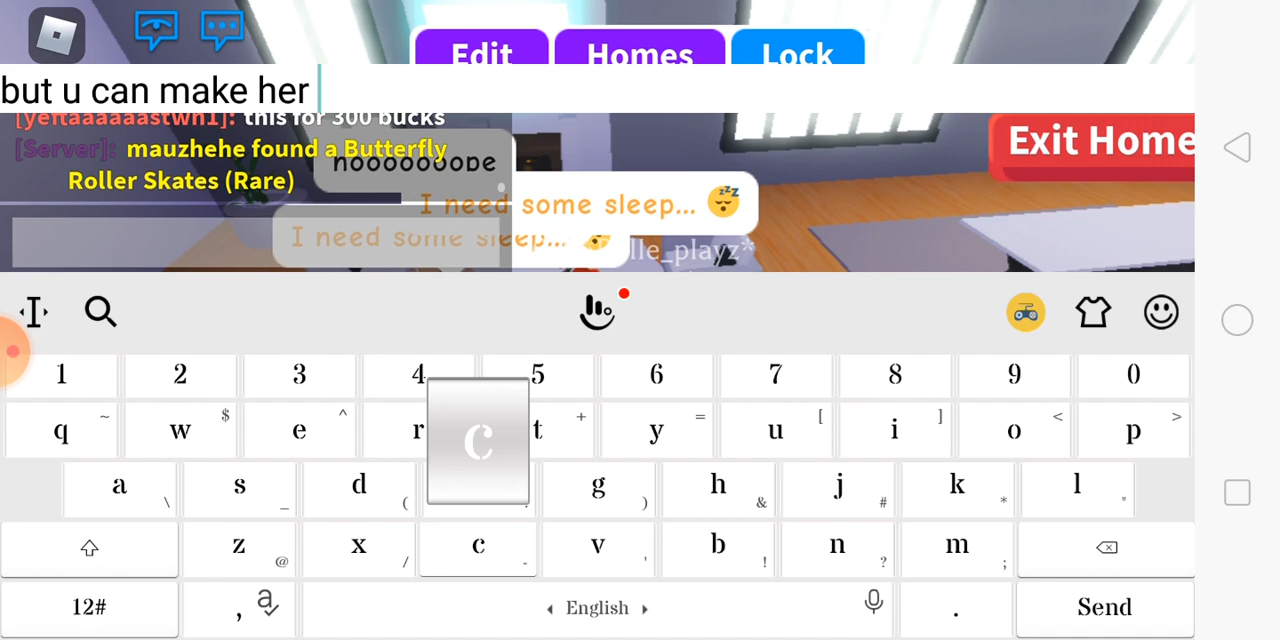 Edit Homes Lock
but u can make her
[yeftaaaaaastwh1]: this for 300 bucks
[Server]: mauzhehe found a Butterfly
Roller Skates (Rare)
nooooooope
Exit Home
I need some sleep... 😴
I need some sleep...
lle_playz*
1 2 3 4 5 6 7 8 9 0
~ $ ^ + = [ ] < >
q w e r t y u i o p
C
a s d g h j k l
\ _ ( ) & # * "
z x c v b n m
@ / - ' ! ? ;
12# , a English . Send